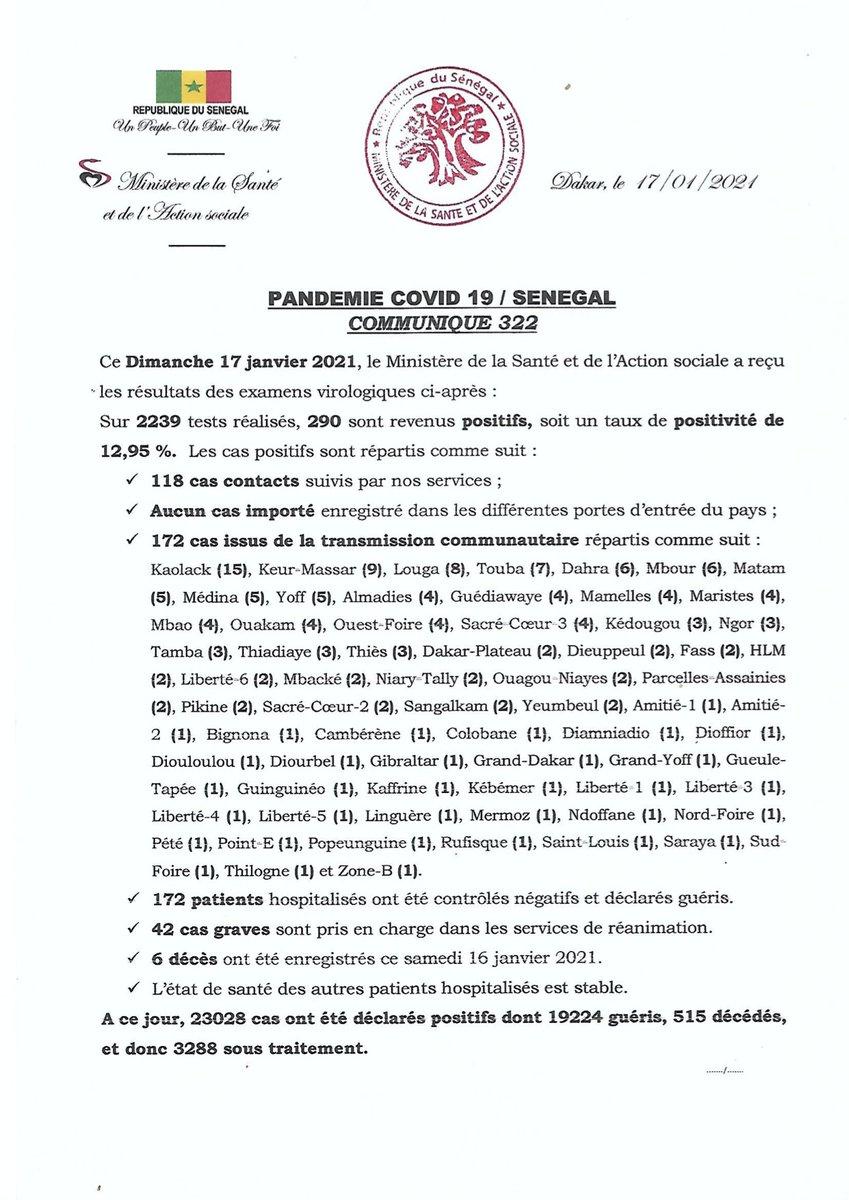 REPUBLIQUE DU SENEGAL
Un Peuple-Un But-Une Foi
Ministère de la Santé
et de l'Action sociale
République du Sénégal
MINISTERE DE LA SANTE ET DE L'ACTION SOCIALE
Dakar, le 17/01/2021
PANDEMIE COVID 19 / SENEGAL
COMMUNIQUE 322
Ce Dimanche 17 janvier 2021, le Ministère de la Santé et de l'Action sociale a reçu
les résultats des examens virologiques ci-après :
Sur 2239 tests réalisés, 290 sont revenus positifs, soit un taux de positivité de
12,95 %. Les cas positifs sont répartis comme suit :
✓ 118 cas contacts suivis par nos services ;
✓ Aucun cas importé enregistré dans les différentes portes d'entrée du pays ;
✓ 172 cas issus de la transmission communautaire répartis comme suit :
Kaolack (15), Keur-Massar (9), Louga (8), Touba (7), Dahra (6), Mbour (6), Matam
(5), Médina (5), Yoff (5), Almadies (4), Guédiawaye (4), Mamelles (4), Maristes (4),
Mbao (4), Ouakam (4), Ouest-Foire (4), Sacré-Cœur-3 (4), Kédougou (3), Ngor (3),
Tamba (3), Thiadiaye (3), Thiès (3), Dakar-Plateau (2), Dieuppeul (2), Fass (2), HLM
(2), Liberté-6 (2), Mbacké (2), Niary-Tally (2), Ouagou-Niayes (2), Parcelles-Assainies
(2), Pikine (2), Sacré-Cœur-2 (2), Sangalkam (2), Yeumbeul (2), Amitié-1 (1), Amitié-
2 (1), Bignona (1), Cambérène (1), Colobane (1), Diamniadio (1), Dioffior (1),
Diouloulou (1), Diourbel (1), Gibraltar (1), Grand-Dakar (1), Grand-Yoff (1), Gueule-
Tapée (1), Guinguinéo (1), Kaffrine (1), Kébémer (1), Liberté-1 (1), Liberté-3 (1),
Liberté-4 (1), Liberté-5 (1), Linguère (1), Mermoz (1), Ndoffane (1), Nord-Foire (1),
Pété (1), Point-E (1), Popeunguine (1), Rufisque (1), Saint-Louis (1), Saraya (1), Sud-
Foire (1), Thilogne (1) et Zone-B (1).
✓ 172 patients hospitalisés ont été contrôlés négatifs et déclarés guéris.
✓ 42 cas graves sont pris en charge dans les services de réanimation.
✓ 6 décès ont été enregistrés ce samedi 16 janvier 2021.
✓ L'état de santé des autres patients hospitalisés est stable.
A ce jour, 23028 cas ont été déclarés positifs dont 19224 guéris, 515 décédés,
et donc 3288 sous traitement.
……/……